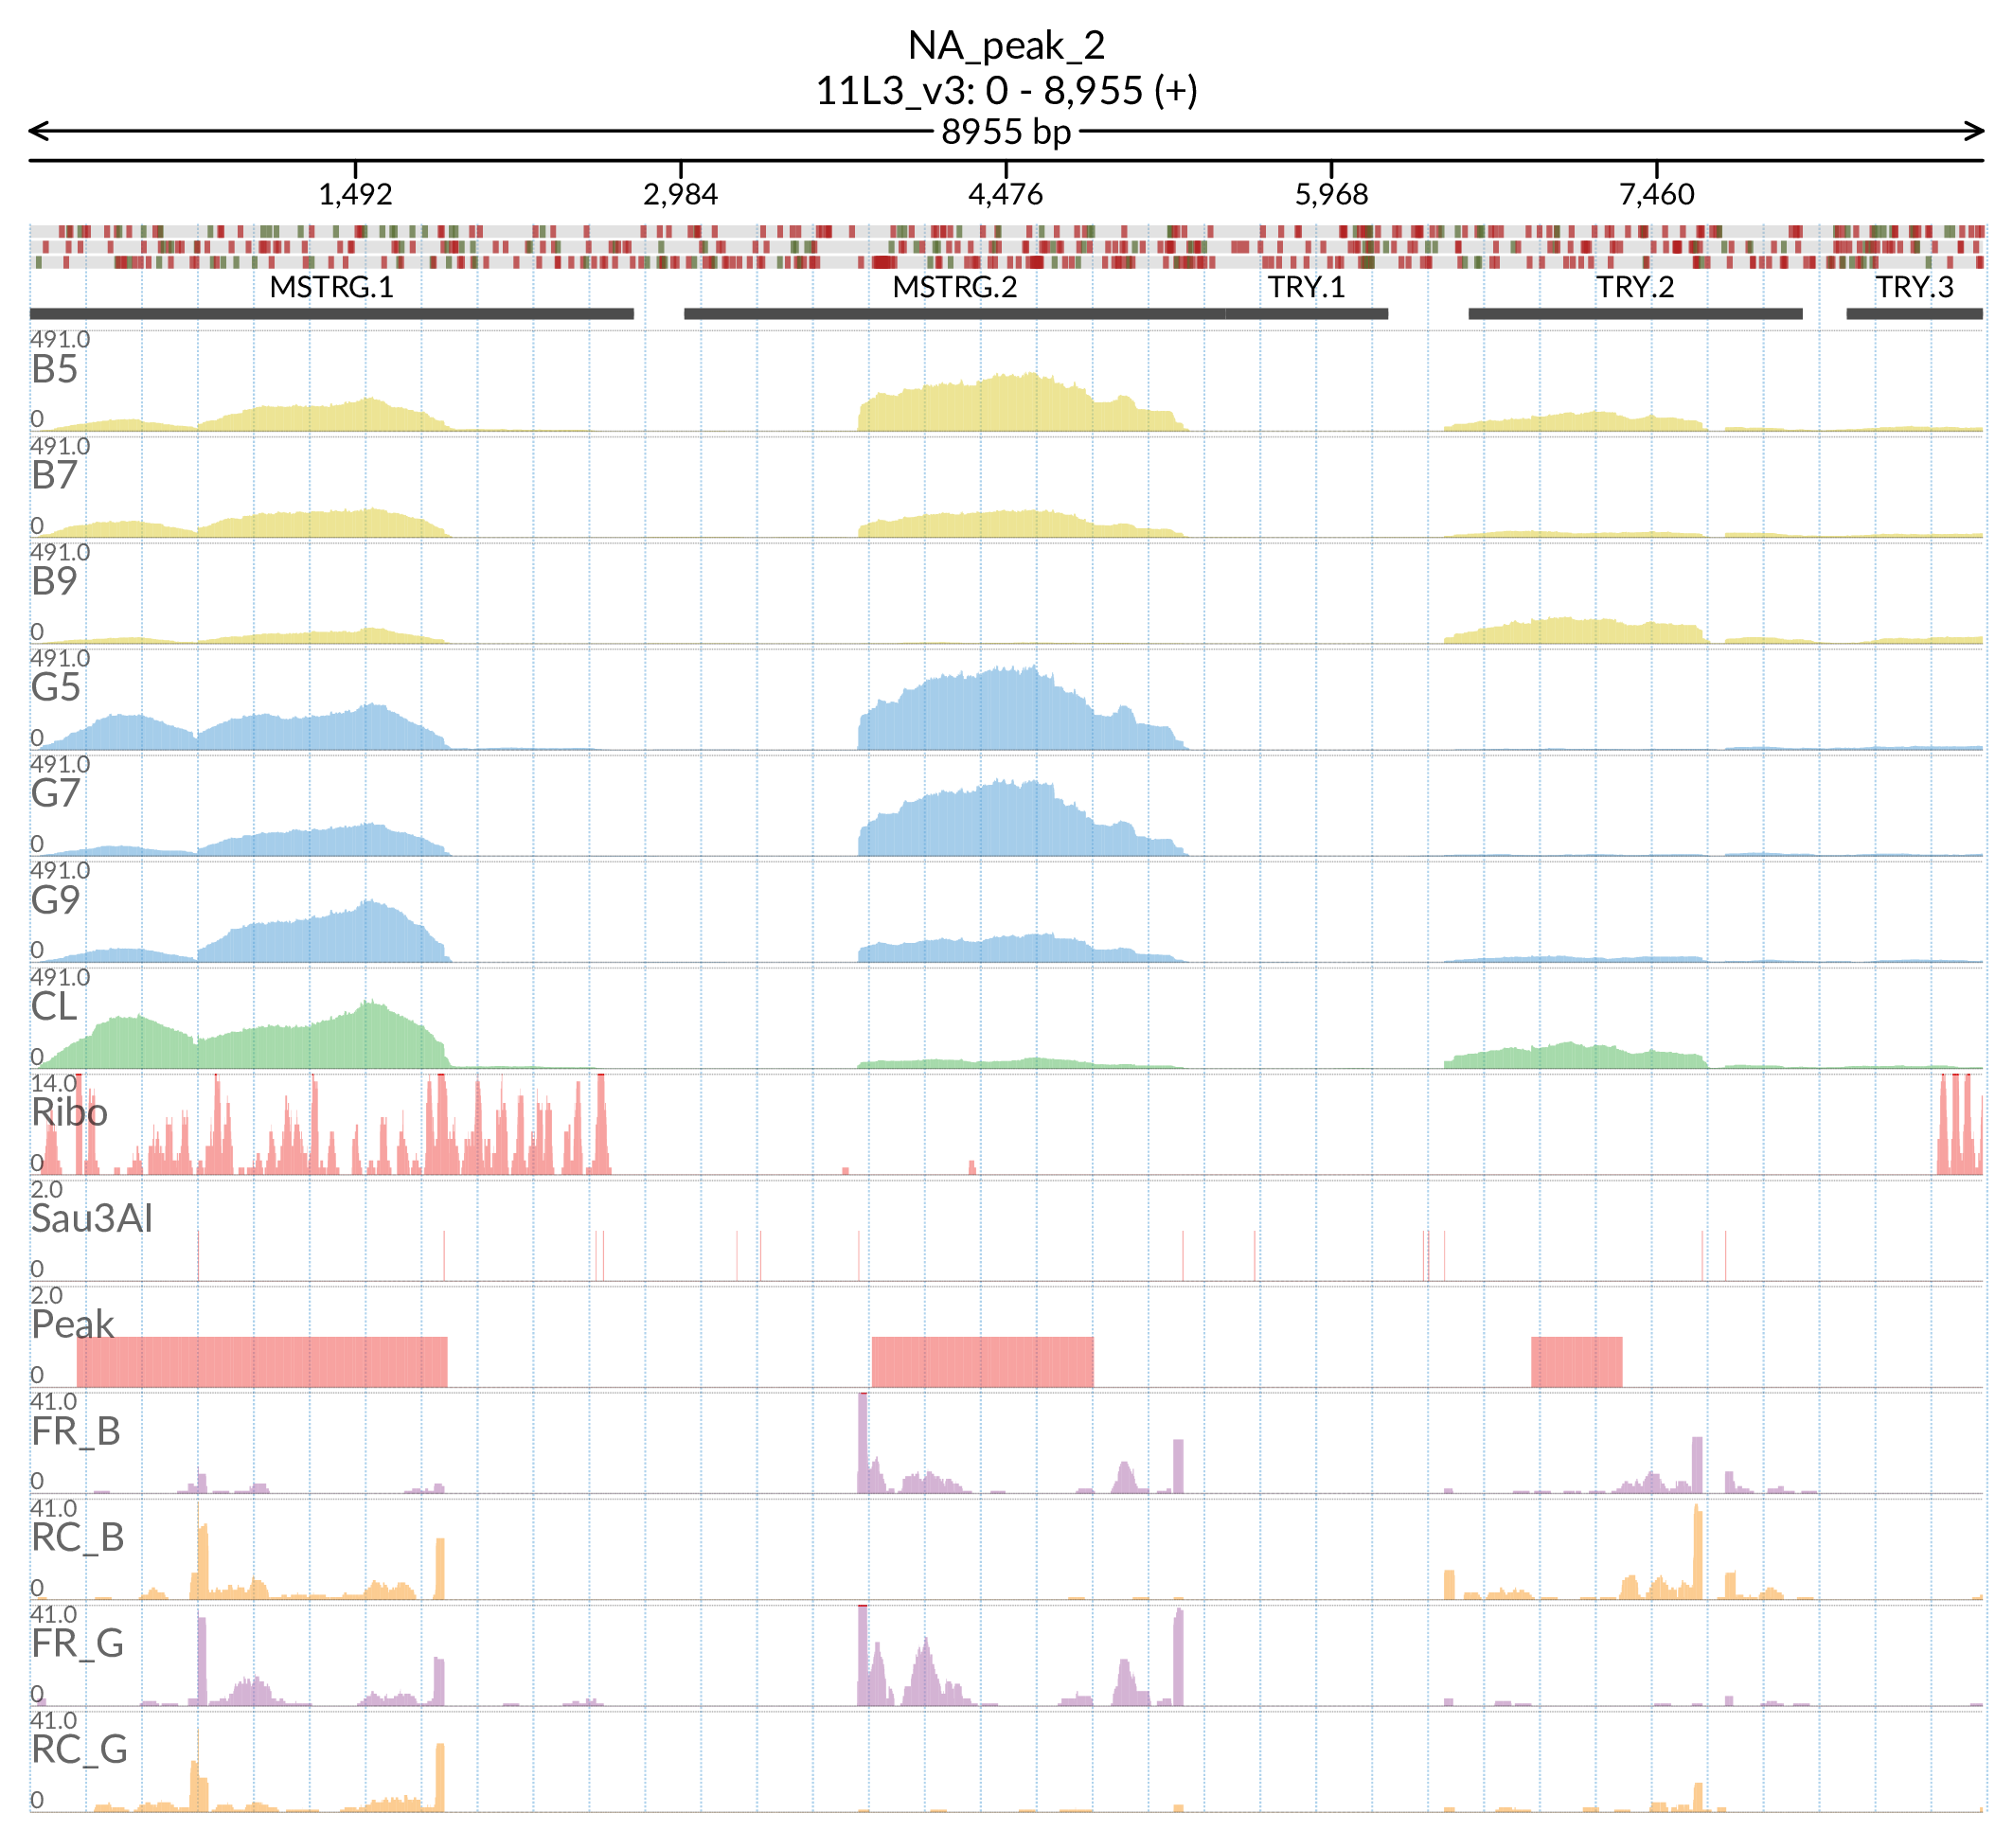 NA_peak_2
11L3_v3: 0 - 8,955 (+)
8955 bp
1,492 2,984 4,476 5,968 7,460
MSTRG.1 MSTRG.2 TRY.1 TRY.2 TRY.3
491.0
B5
0
491.0
B7
0
491.0
B9
0
491.0
G5
0
491.0
G7
0
491.0
G9
0
491.0
CL
0
14.0
Ribo
0
2.0
Sau3AI
0
2.0
Peak
0
41.0
FR_B
0
41.0
RC_B
0
41.0
FR_G
0
41.0
RC_G
0